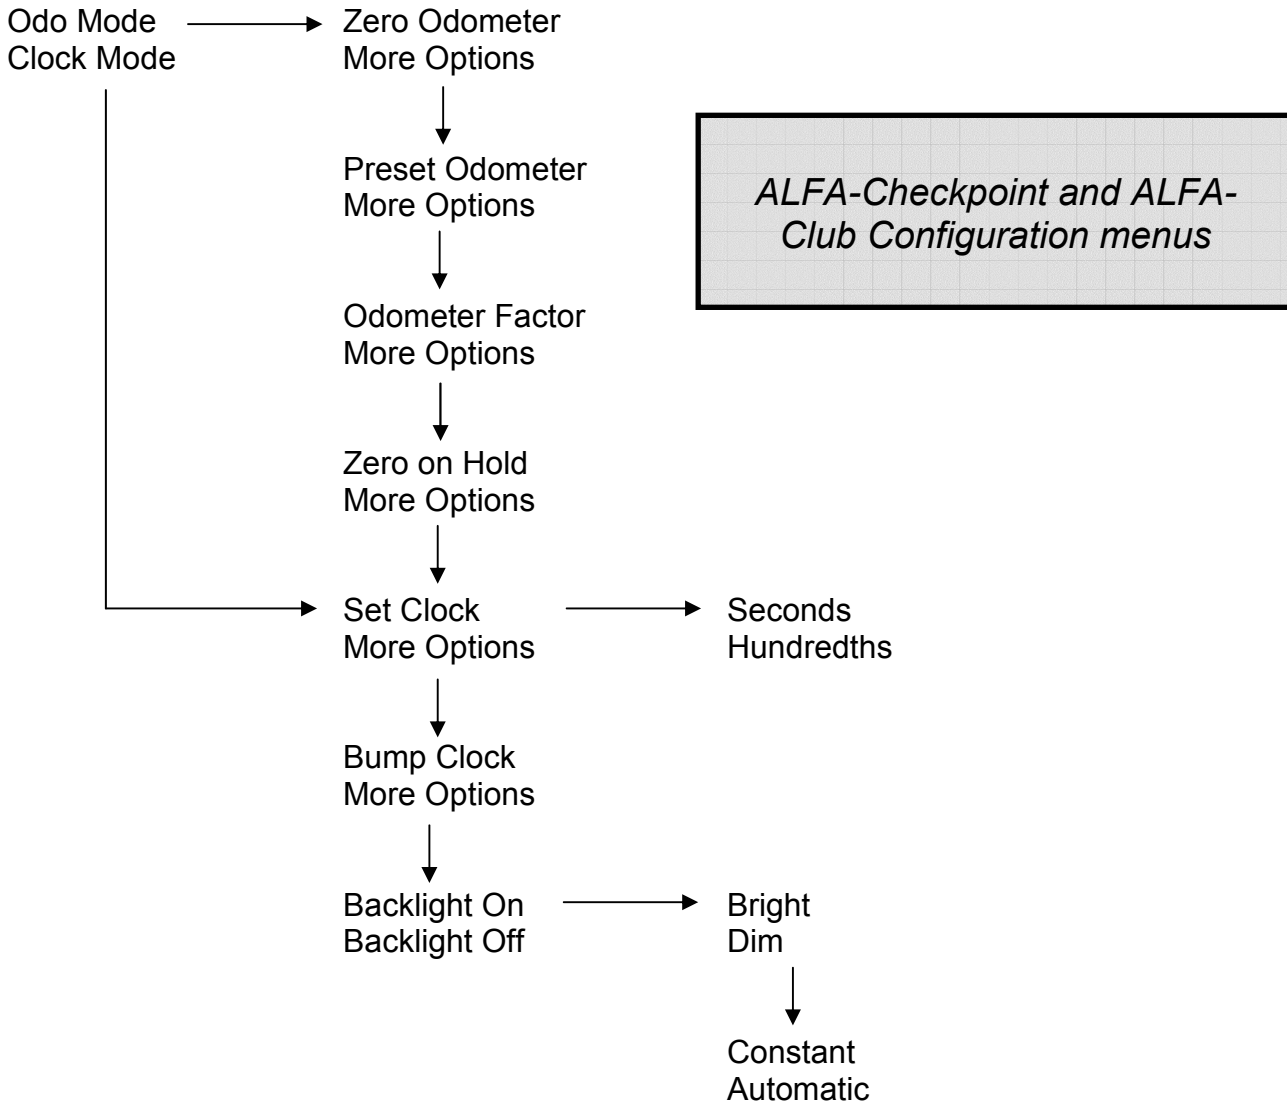 Odo Mode
Clock Mode
Zero Odometer
More Options
Preset Odometer
More Options
ALFA-Checkpoint and ALFA-
Club Configuration menus
Odometer Factor
More Options
Zero on Hold
More Options
Set Clock
More Options
Seconds
Hundredths
Bump Clock
More Options
Backlight On
Backlight Off
Bright
Dim
Constant
Automatic